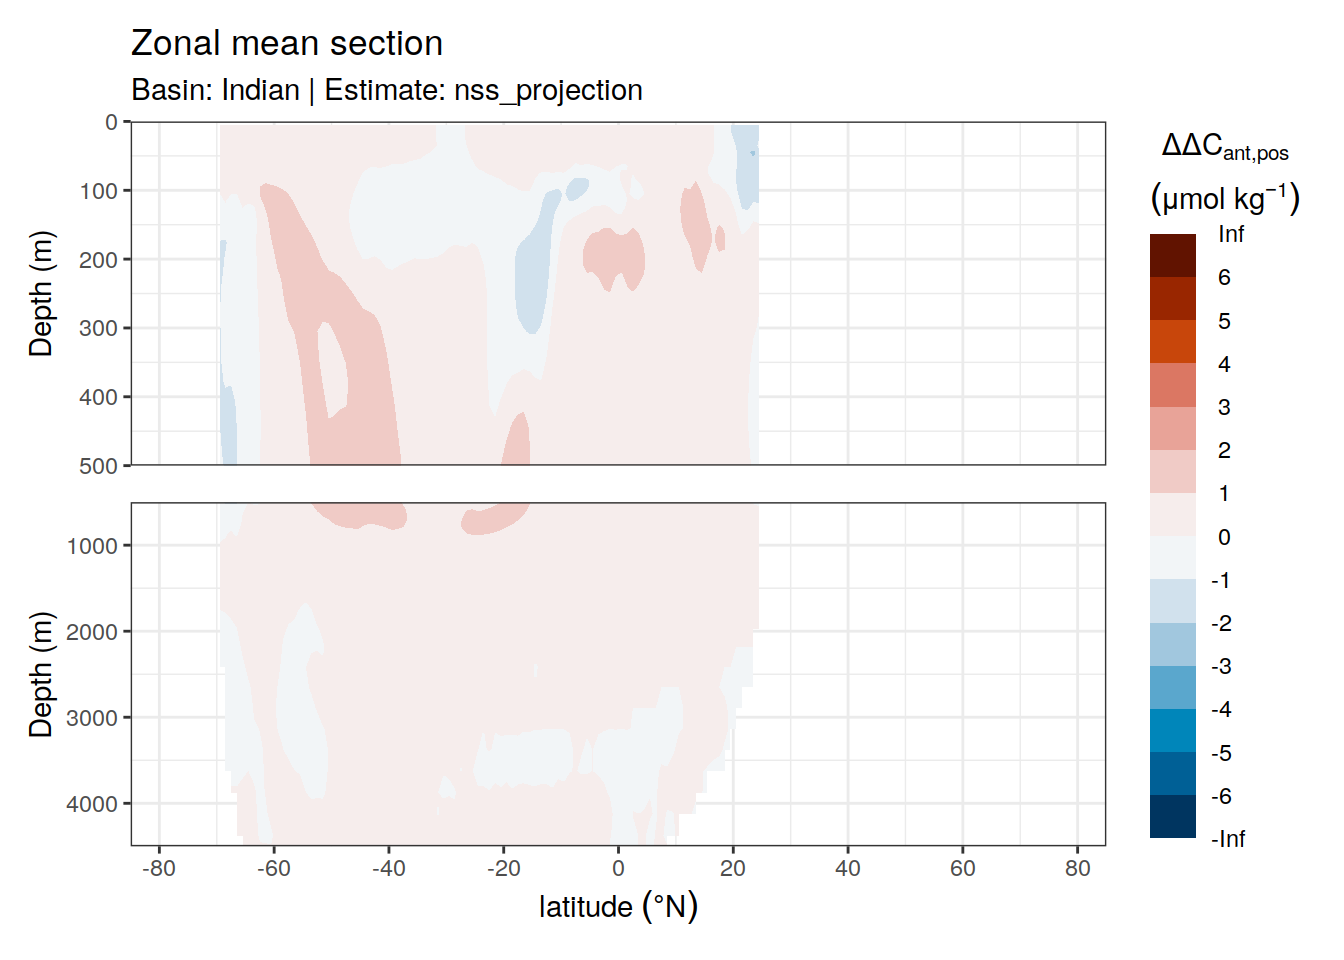 Zonal mean section
Basin: Indian | Estimate: nss_projection
0
100
200
300
400
500
Depth (m)
1000
2000
3000
4000
Depth (m)
-80 -60 -40 -20 0 20 40 60 80
latitude (°N)
ΔΔCant,pos
(μmol kg⁻¹)
Inf
6
5
4
3
2
1
0
-1
-2
-3
-4
-5
-6
-Inf